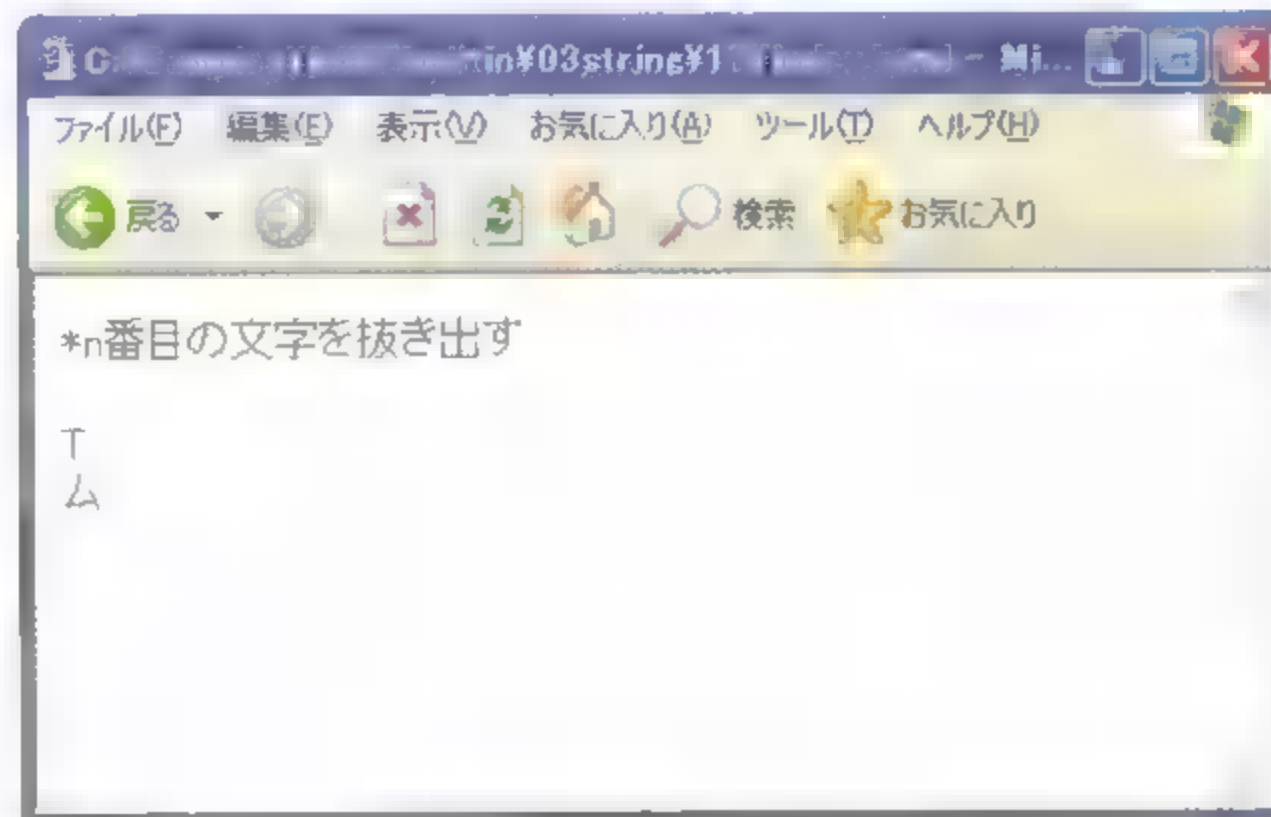 in¥03string¥1 - Mi...
ファイル(F) 編集(E) 表示(V) お気に入り(A) ツール(T) ヘルプ(H)
戻る 検索 お気に入り
*n番目の文字を抜き出す
T
ム